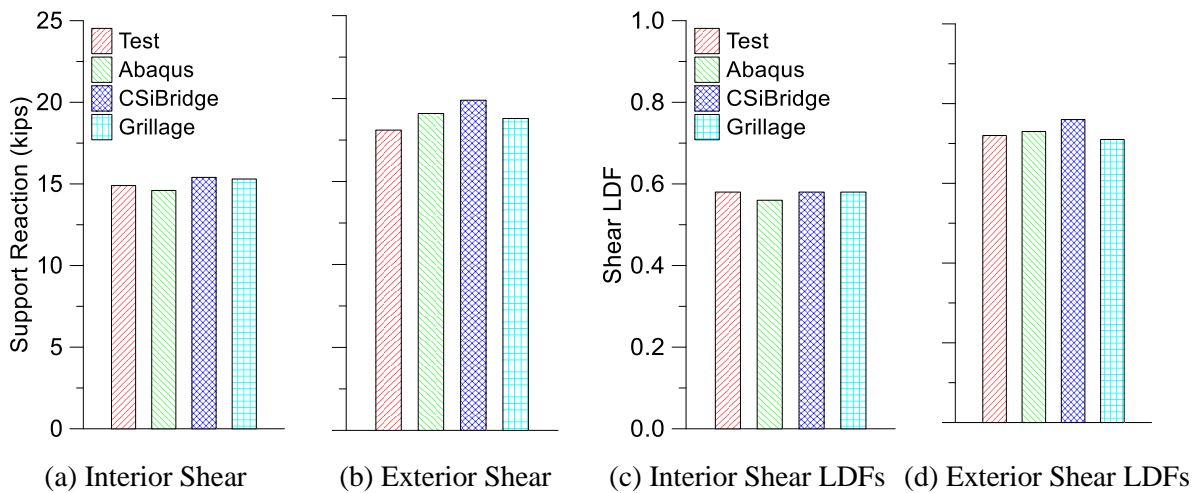 Support Reaction (kips)
25
20
15
10
5
0
Test
Abaqus
CSiBridge
Grillage
(a) Interior Shear
(b) Exterior Shear
Shear LDF
1.0
0.8
0.6
0.4
0.2
0.0
Test
Abaqus
CSiBridge
Grillage
(c) Interior Shear LDFs
(d) Exterior Shear LDFs